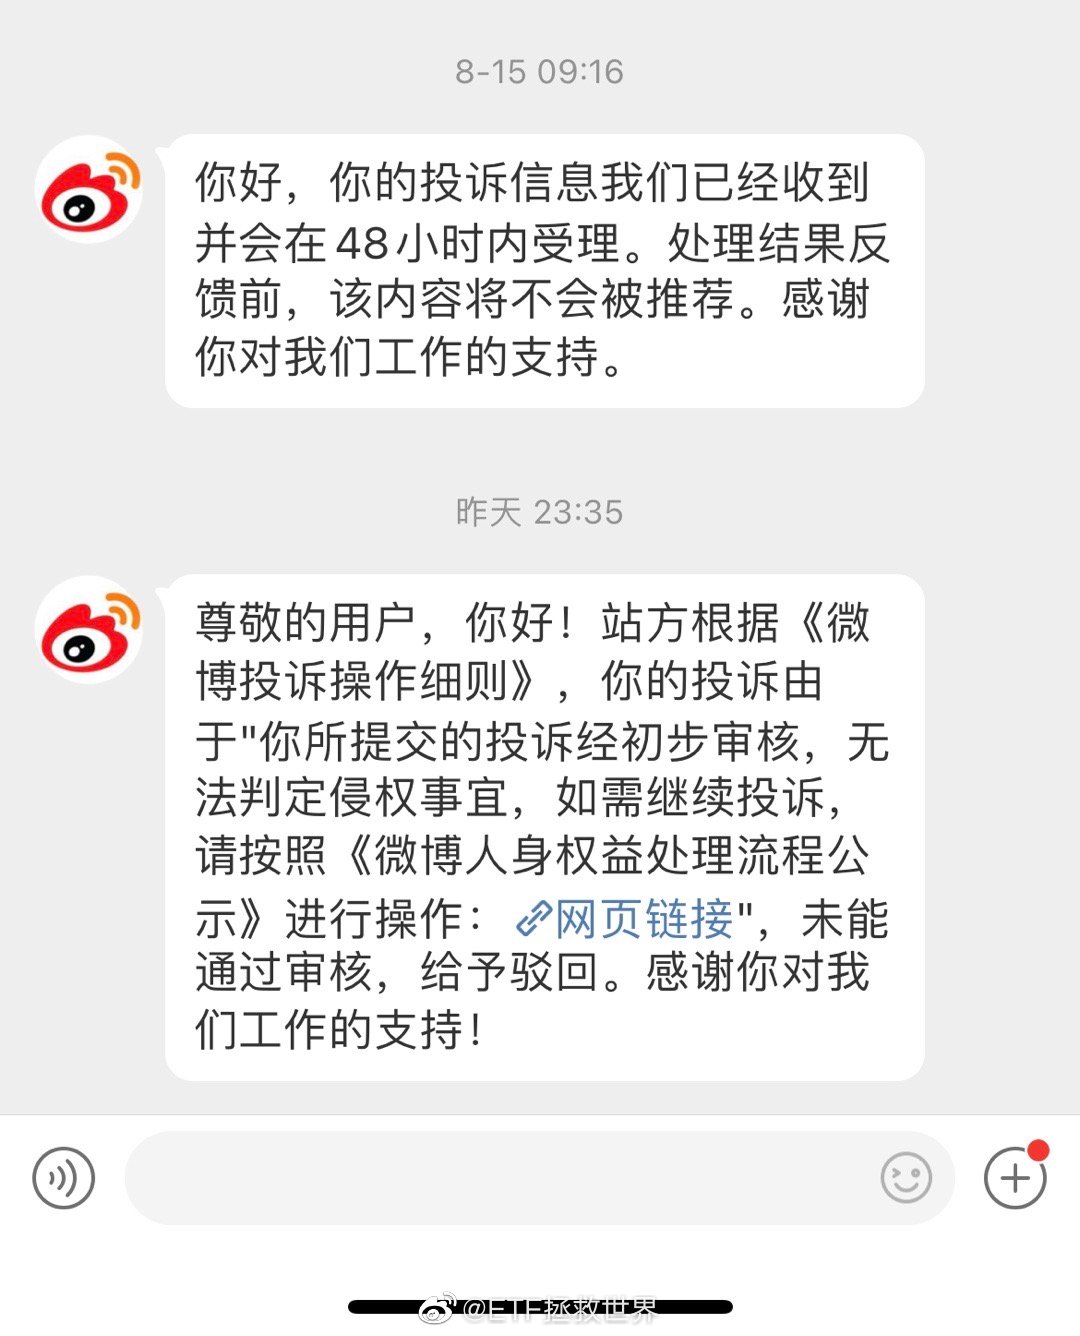 8-15 09:16
你好，你的投诉信息我们已经收到
并会在48小时内受理。处理结果反
馈前，该内容将不会被推荐。感谢
你对我们工作的支持。
昨天 23:35
尊敬的用户，你好！站方根据《微
博投诉操作细则》，你的投诉由
于"你所提交的投诉经初步审核，无
法判定侵权事宜，如需继续投诉，
请按照《微博人身权益处理流程公
示》进行操作：网页链接"，未能
通过审核，给予驳回。感谢你对我
们工作的支持！
@ETF拯救世界